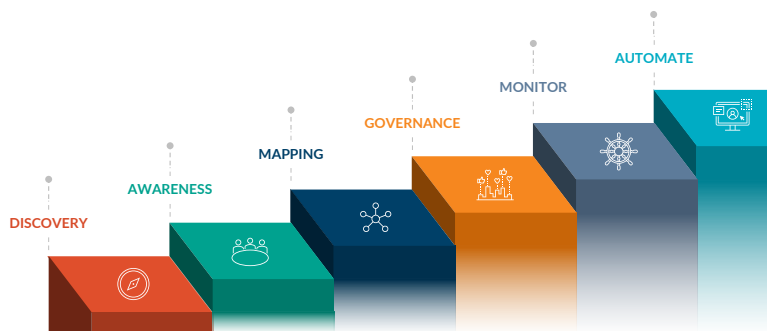 DISCOVERY
AWARENESS
MAPPING
GOVERNANCE
MONITOR
AUTOMATE